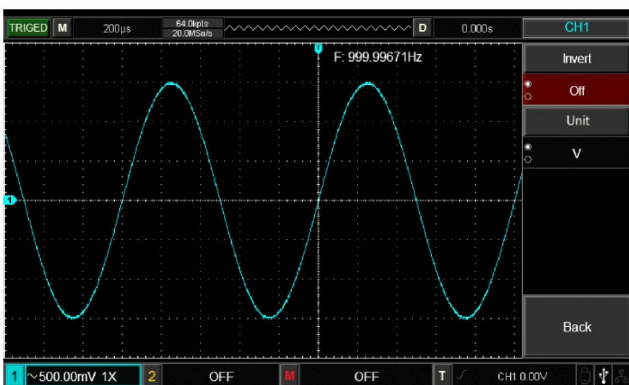 TRIGED M 200μs 64.0kpts 20.0MSa/s D 0.000s CH1
T
F: 999.99671Hz
Invert
Off
Unit
V
1
Back
1 ~500.00mV 1X 2 OFF M OFF T CH1 0.00V